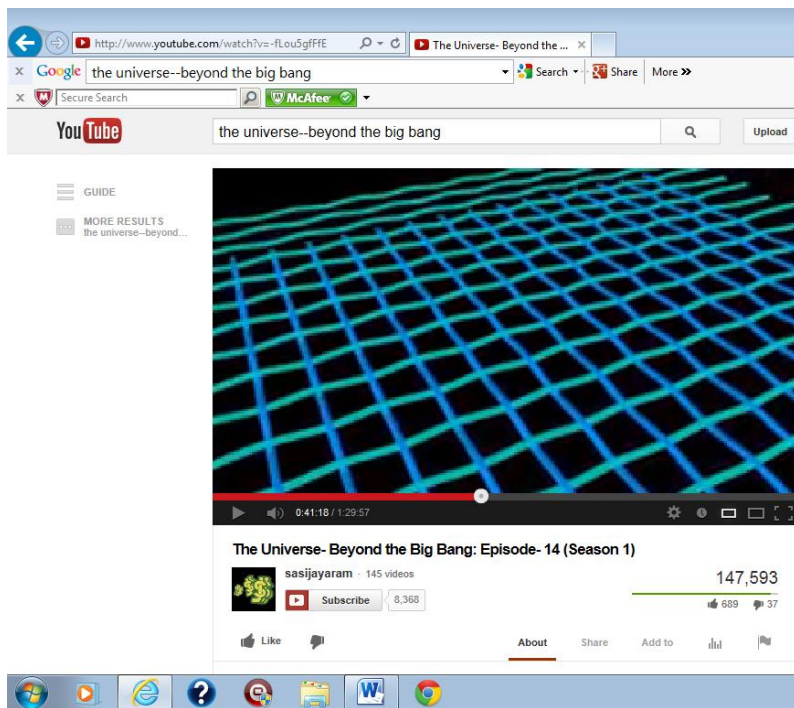 http://www.youtube.com/watch?v=-fLou5gfFfE
The Universe- Beyond the ...
Google the universe--beyond the big bang Search Share More »
Secure Search McAfee
YouTube the universe--beyond the big bang Upload
GUIDE
MORE RESULTS
the universe--beyond...
0:41:18 / 1:29:57
The Universe- Beyond the Big Bang: Episode- 14 (Season 1)
sasijayaram · 145 videos
147,593
Subscribe 8,368
689 37
Like About Share Add to